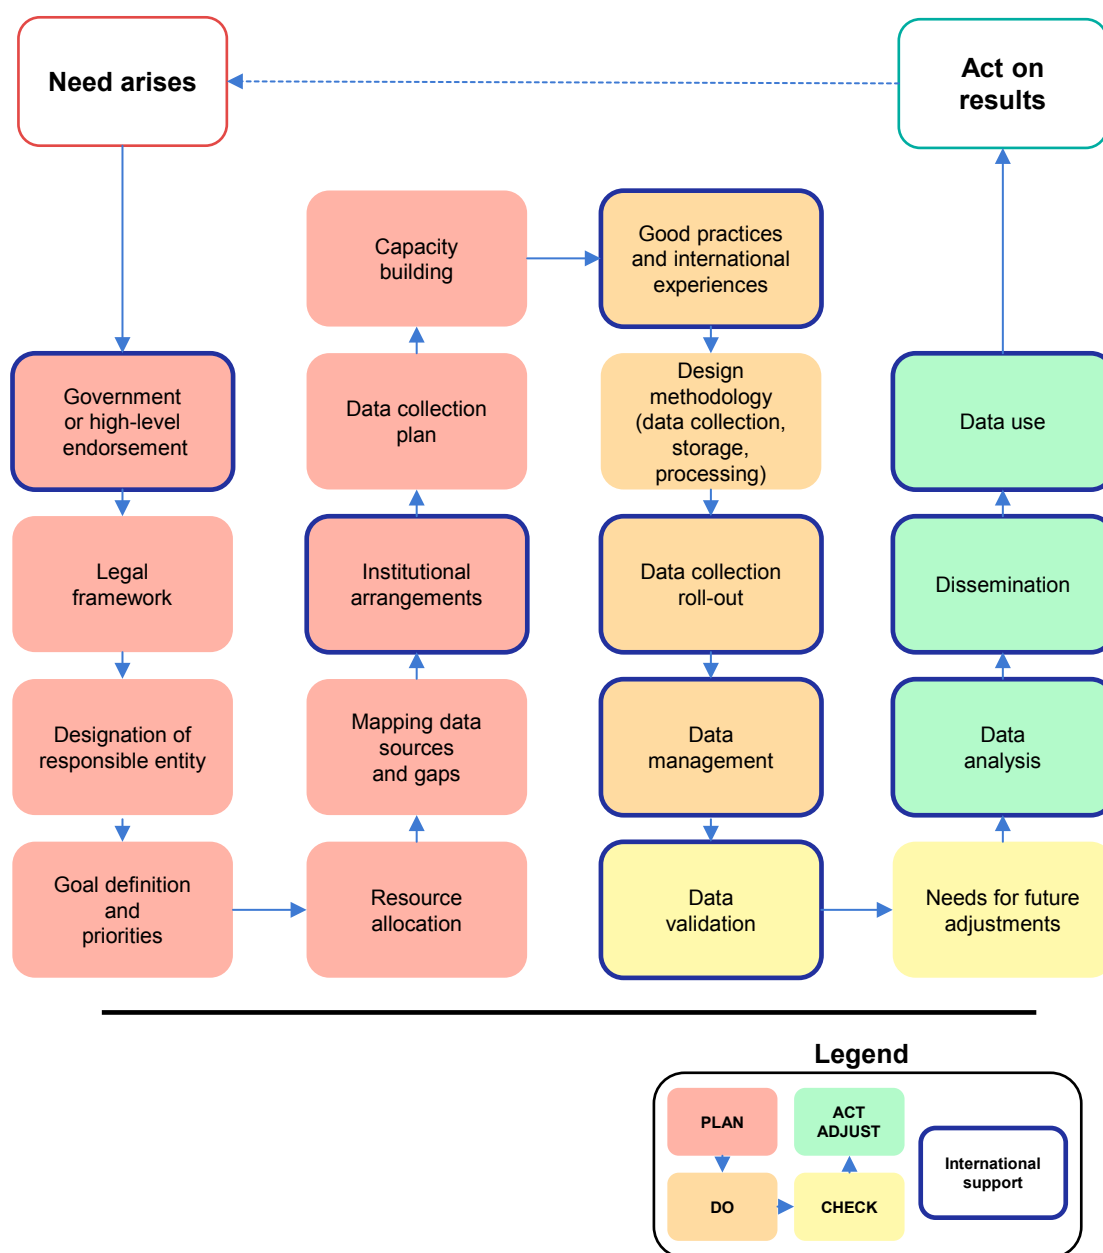 Need arises
Act on
results
Capacity
building
Good practices
and international
experiences
Government
or high-level
endorsement
Data collection
plan
Design
methodology
(data collection,
storage,
processing)
Data use
Legal
framework
Institutional
arrangements
Data collection
roll-out
Dissemination
Designation of
responsible entity
Mapping data
sources
and gaps
Data
management
Data
analysis
Goal definition
and
priorities
Resource
allocation
Data
validation
Needs for future
adjustments
Legend
PLAN
ACT
ADJUST
DO
CHECK
International
support